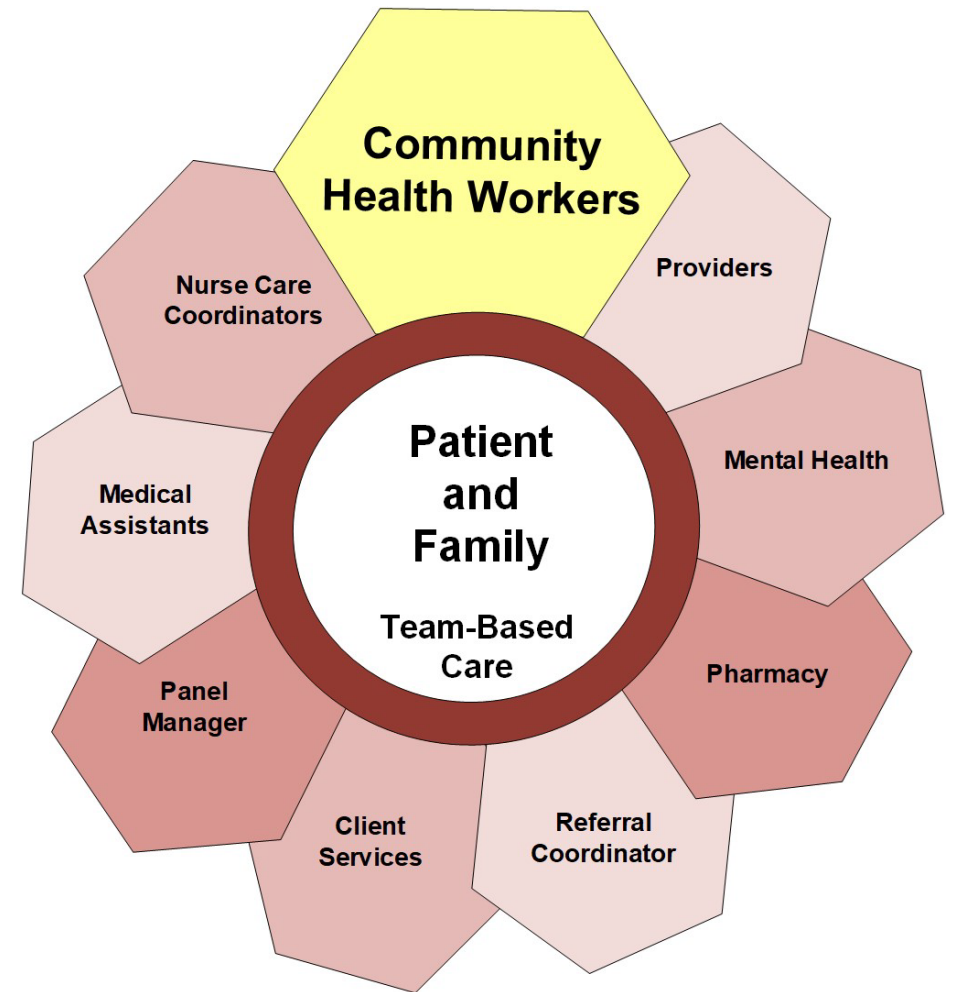 Community
Health Workers
Providers
Nurse Care
Coordinators
Mental Health
Patient
and
Family
Team-Based
Care
Medical
Assistants
Pharmacy
Panel
Manager
Client
Services
Referral
Coordinator